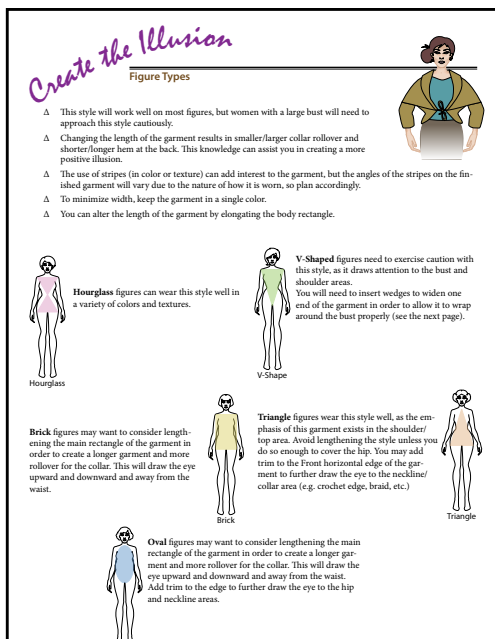 Create the Illusion
Figure Types
Δ This style will work well on most figures, but women with a large bust will need to
approach this style cautiously.
Δ Changing the length of the garment results in smaller/larger collar rollover and
shorter/longer hem at the back. This knowledge can assist you in creating a more
positive illusion.
Δ The use of stripes (in color or texture) can add interest to the garment, but the angles of the stripes on the fin-
ished garment will vary due to the nature of how it is worn, so plan accordingly.
Δ To minimize width, keep the garment in a single color.
Δ You can alter the length of the garment by elongating the body rectangle.
Hourglass figures can wear this style well in
a variety of colors and textures.
Hourglass
V-Shaped figures need to exercise caution with
this style, as it draws attention to the bust and
shoulder areas.
You will need to insert wedges to widen one
end of the garment in order to allow it to wrap
around the bust properly (see the next page).
V-Shape
Brick figures may want to consider length-
ening the main rectangle of the garment in
order to create a longer garment and more
rollover for the collar. This will draw the eye
upward and downward and away from the
waist.
Brick
Triangle figures wear this style well, as the em-
phasis of this garment exists in the shoulder/
top area. Avoid lengthening the style unless you
do so enough to cover the hip. You may add
trim to the Front horizontal edge of the gar-
ment to further draw the eye to the neckline/
collar area (e.g. crochet edge, braid, etc.)
Triangle
Oval figures may want to consider lengthening the main
rectangle of the garment in order to create a longer gar-
ment and more rollover for the collar. This will draw the
eye upward and downward and away from the waist.
Add trim to the edge to further draw the eye to the hip
and neckline areas.